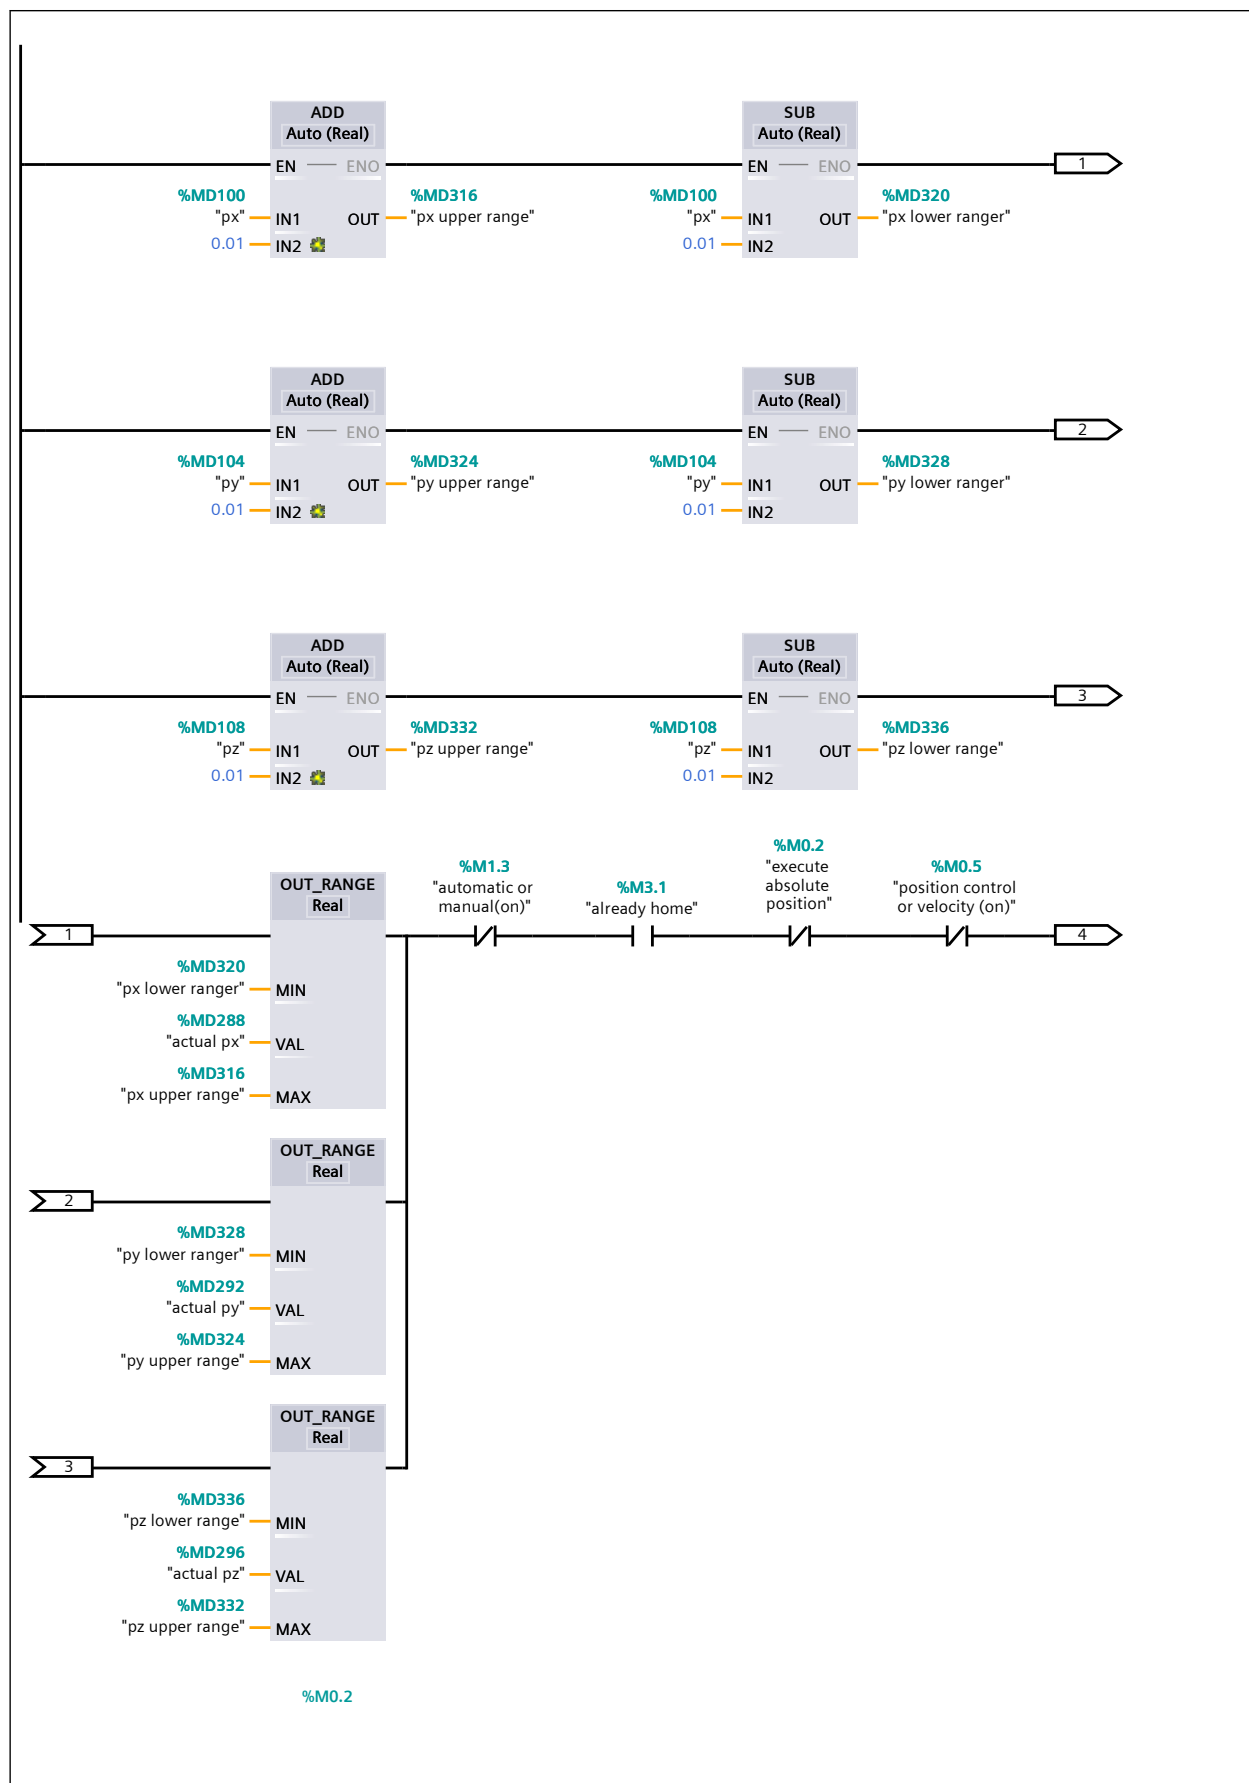 ADD
Auto (Real)
SUB
Auto (Real)
EN ENO
EN ENO
1
%MD100
"px"
IN1
0.01
IN2
OUT
%MD316
"px upper range"
%MD100
"px"
IN1
0.01
IN2
OUT
%MD320
"px lower ranger"
ADD
Auto (Real)
SUB
Auto (Real)
EN ENO
EN ENO
2
%MD104
"py"
IN1
0.01
IN2
OUT
%MD324
"py upper range"
%MD104
"py"
IN1
0.01
IN2
OUT
%MD328
"py lower ranger"
ADD
Auto (Real)
SUB
Auto (Real)
EN ENO
EN ENO
3
%MD108
"pz"
IN1
0.01
IN2
OUT
%MD332
"pz upper range"
%MD108
"pz"
IN1
0.01
IN2
OUT
%MD336
"pz lower range"
OUT_RANGE
Real
%M1.3
"automatic or
manual(on)"
%M3.1
"already home"
%M0.2
"execute
absolute
position"
%M0.5
"position control
or velocity (on)"
1
4
%MD320
"px lower ranger"
MIN
%MD288
"actual px"
VAL
%MD316
"px upper range"
MAX
OUT_RANGE
Real
2
%MD328
"py lower ranger"
MIN
%MD292
"actual py"
VAL
%MD324
"py upper range"
MAX
OUT_RANGE
Real
3
%MD336
"pz lower range"
MIN
%MD296
"actual pz"
VAL
%MD332
"pz upper range"
MAX
%M0.2